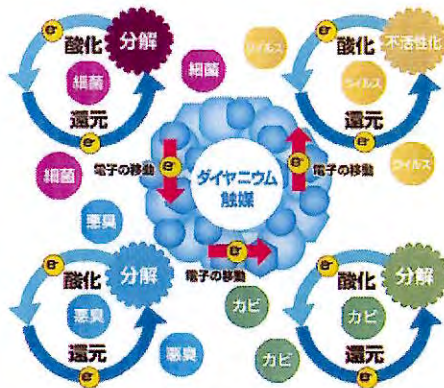 e-
酸化
分解
細菌
還元
e-
細菌
ウイルス
e-
酸化
不活性化
ウイルス
還元
e-
細菌
電子の移動
e-
ダイヤニウム
触媒
e-
電子の移動
ウイルス
悪臭
e-
電子の移動
e-
酸化
分解
悪臭
還元
e-
悪臭
カビ
カビ
e-
酸化
分解
カビ
還元
e-